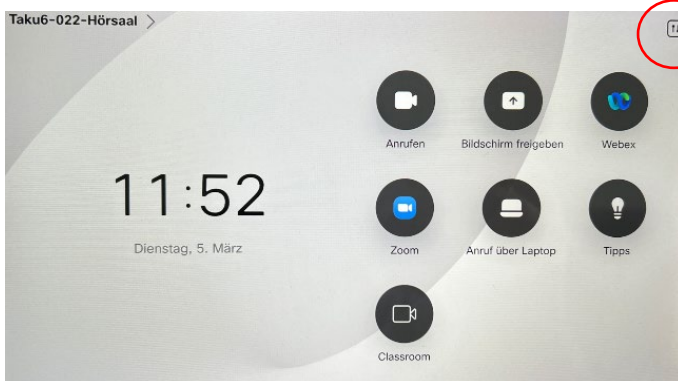 Taku6-022-Hörsaal
Anrufen
Bildschirm freigeben
Webex
11:52
Dienstag, 5. März
Zoom
Anruf über Laptop
Tipps
Classroom